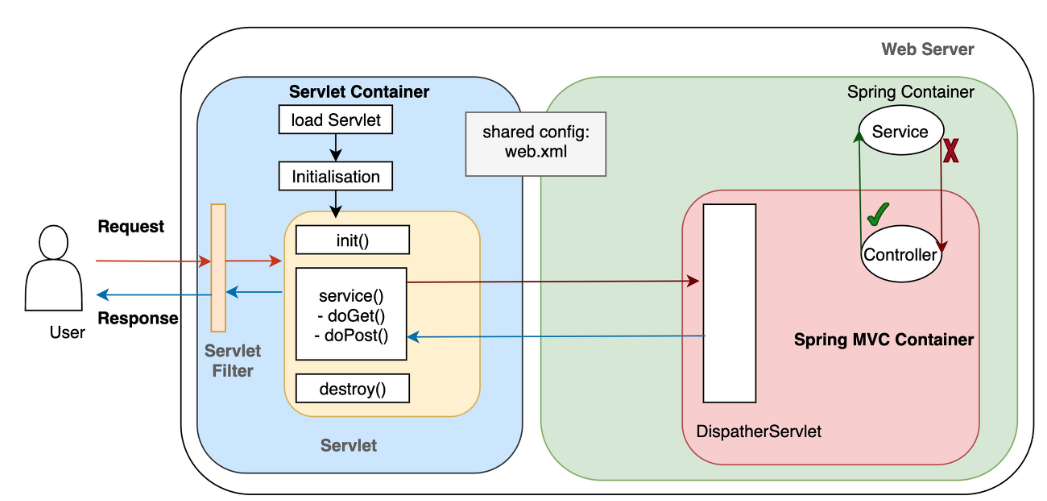 Web Server
Servlet Container
Spring Container
load Servlet
shared config:
web.xml
Service
X
Initialisation
Request
init()
Controller
service()
- doGet()
- doPost()
Response
User
Servlet
Filter
Spring MVC Container
destroy()
DispatherServlet
Servlet